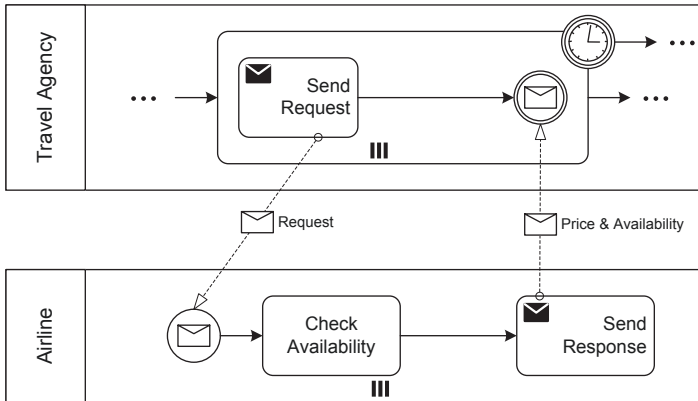 Travel Agency
Send
Request
...
...
...
Request
Price & Availability
Airline
Check
Availability
Send
Response